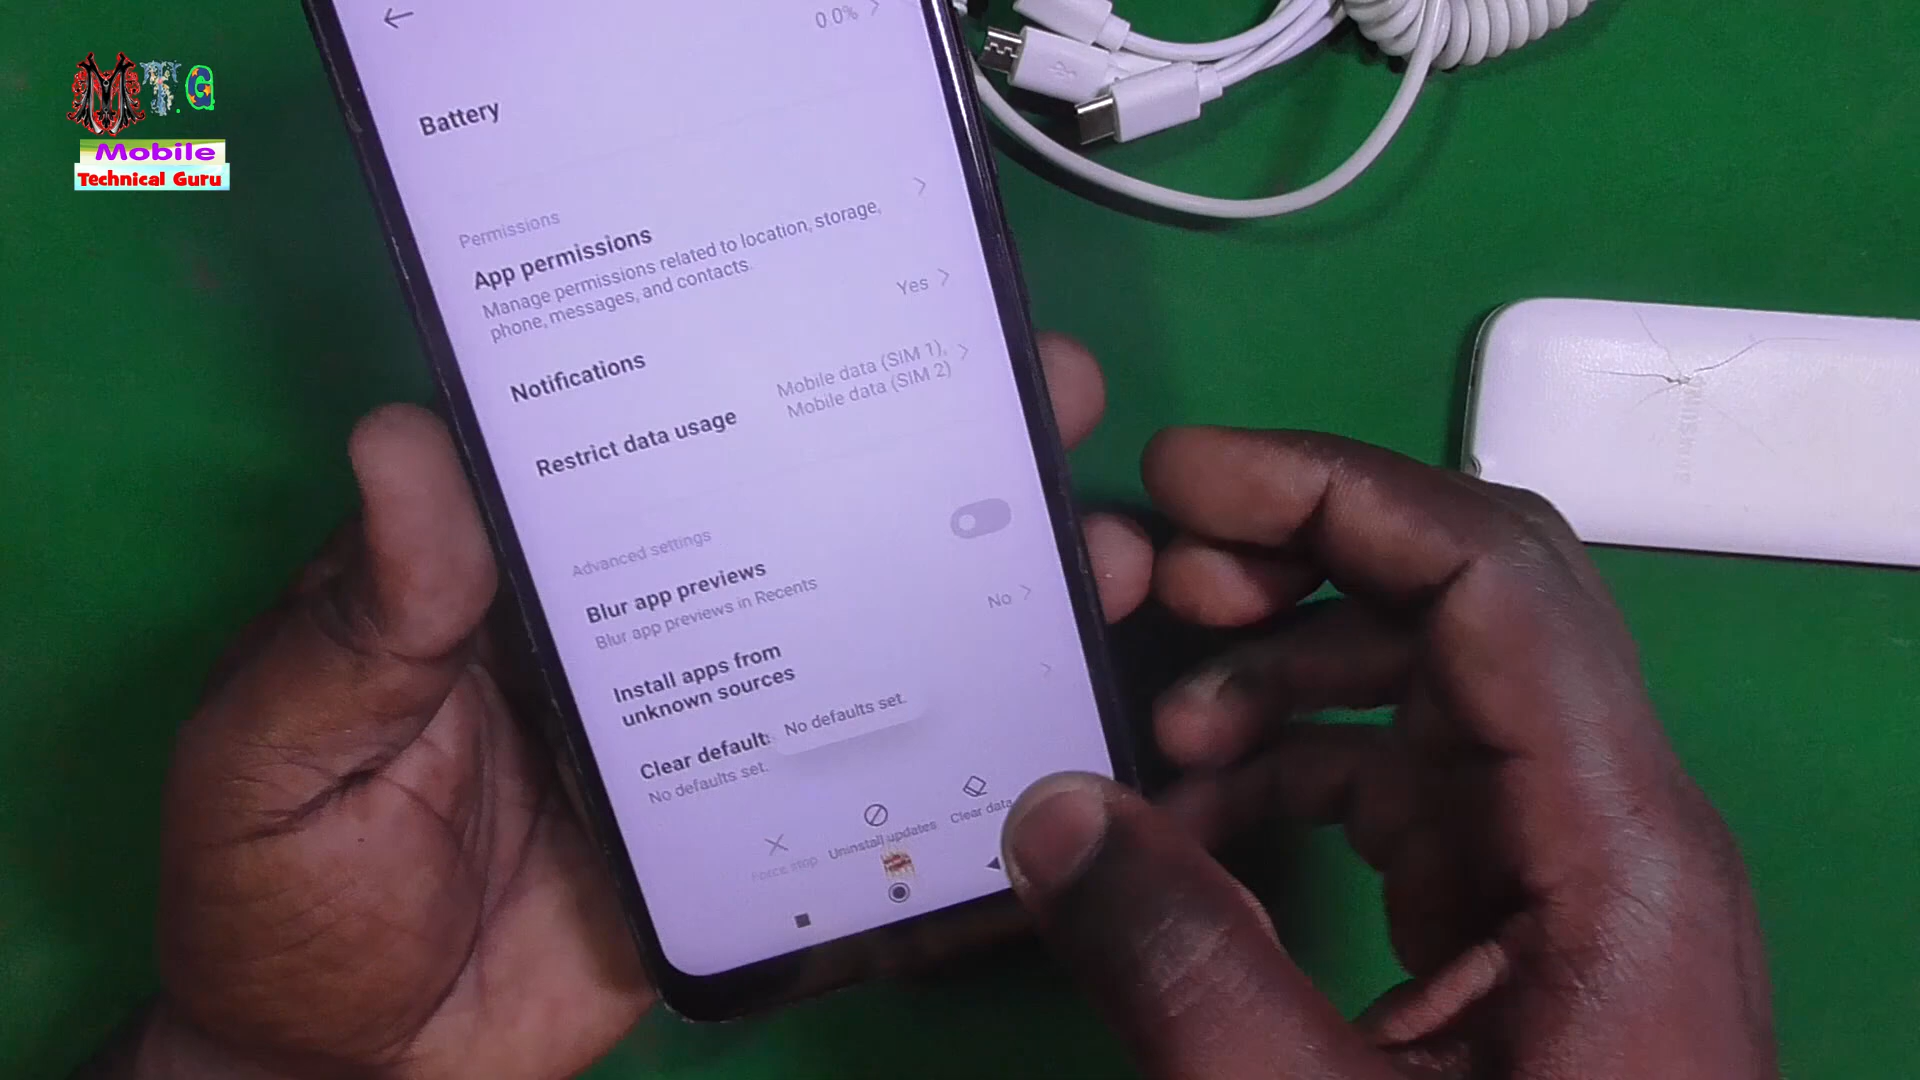 MTG
Mobile
Technical Guru
0.0%
Battery
Permissions
App permissions
Manage permissions related to location, storage,
phone, messages, and contacts.
Notifications
Yes
Restrict data usage
Mobile data (SIM 1),
Mobile data (SIM 2)
Advanced settings
Blur app previews
Blur app previews in Recents
Install apps from
unknown sources
No
Clear default
No defaults set.
No defaults set.
Force stop
Uninstall updates
Clear data